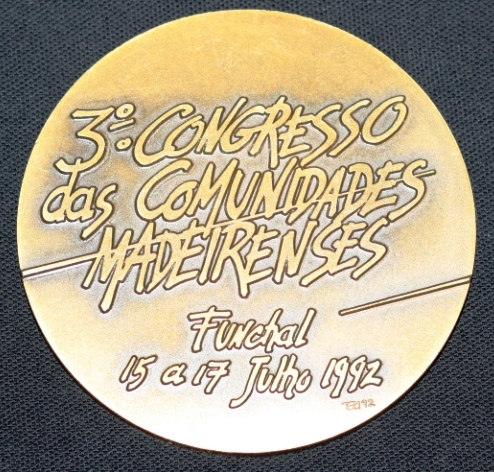 3º CONGRESSO
das COMUNIDADES
MADEIRENSES
Funchal
15 a 17 Julho 1992